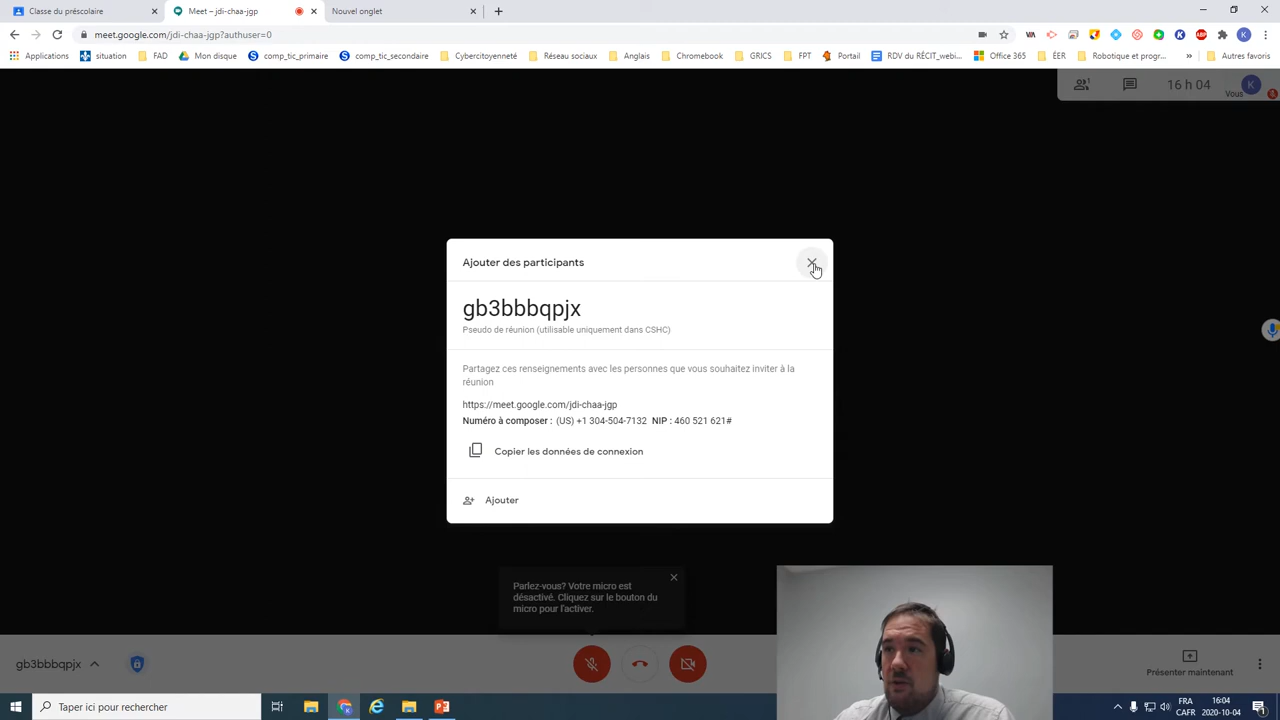 Classe du préscolaire
Meet – jdi-chaa-jgp
Nouvel onglet
meet.google.com/jdi-chaa-jgp?authuser=0
Applications situation FAD Mon disque comp_tic_primaire comp_tic_secondaire Cybercitoyenneté Réseau sociaux Anglais Chromebook GRICS FPT Portail RDV du RÉCIT_webi... Office 365 ÉER Robotique et progr... » Autres favoris
1
16 h 04
Vous
K
Ajouter des participants
gb3bbbqpjx
Pseudo de réunion (utilisable uniquement dans CSHC)
Partagez ces renseignements avec les personnes que vous souhaitez inviter à la
réunion
https://meet.google.com/jdi-chaa-jgp
Numéro à composer : (US) +1 304-504-7132 NIP : 460 521 621#
Copier les données de connexion
Ajouter
Parlez-vous? Votre micro est
désactivé. Cliquez sur le bouton du
micro pour l'activer.
gb3bbbqpjx
Présenter maintenant
Taper ici pour rechercher
FRA
CAFR
16:04
2020-10-04